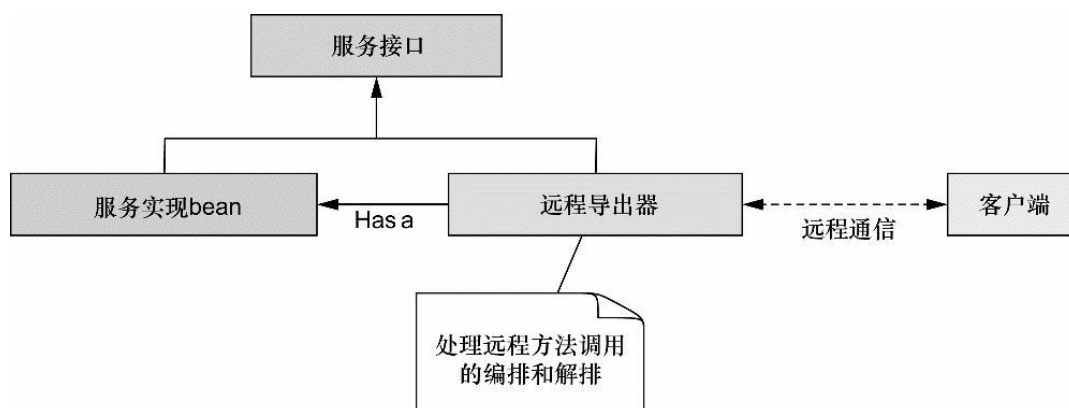 服务接口
服务实现bean
Has a
远程导出器
远程通信
客户端
处理远程方法调用
的编排和解排